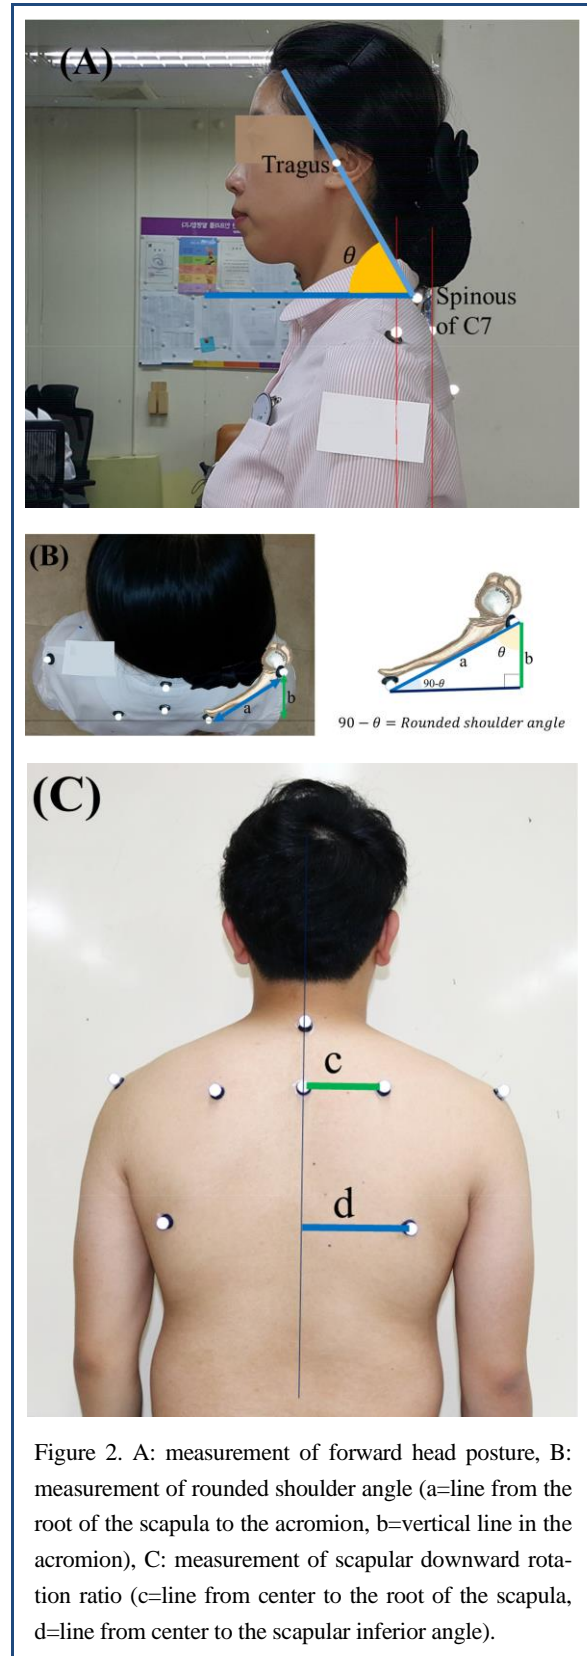 (A)
Tragus
θ
Spinous
of C7
(B)
a
b
a
θ
b
90-θ
90 − θ = Rounded shoulder angle
(C)
c
d
Figure 2. A: measurement of forward head posture, B:
measurement of rounded shoulder angle (a=line from the
root of the scapula to the acromion, b=vertical line in the
acromion), C: measurement of scapular downward rota-
tion ratio (c=line from center to the root of the scapula,
d=line from center to the scapular inferior angle).